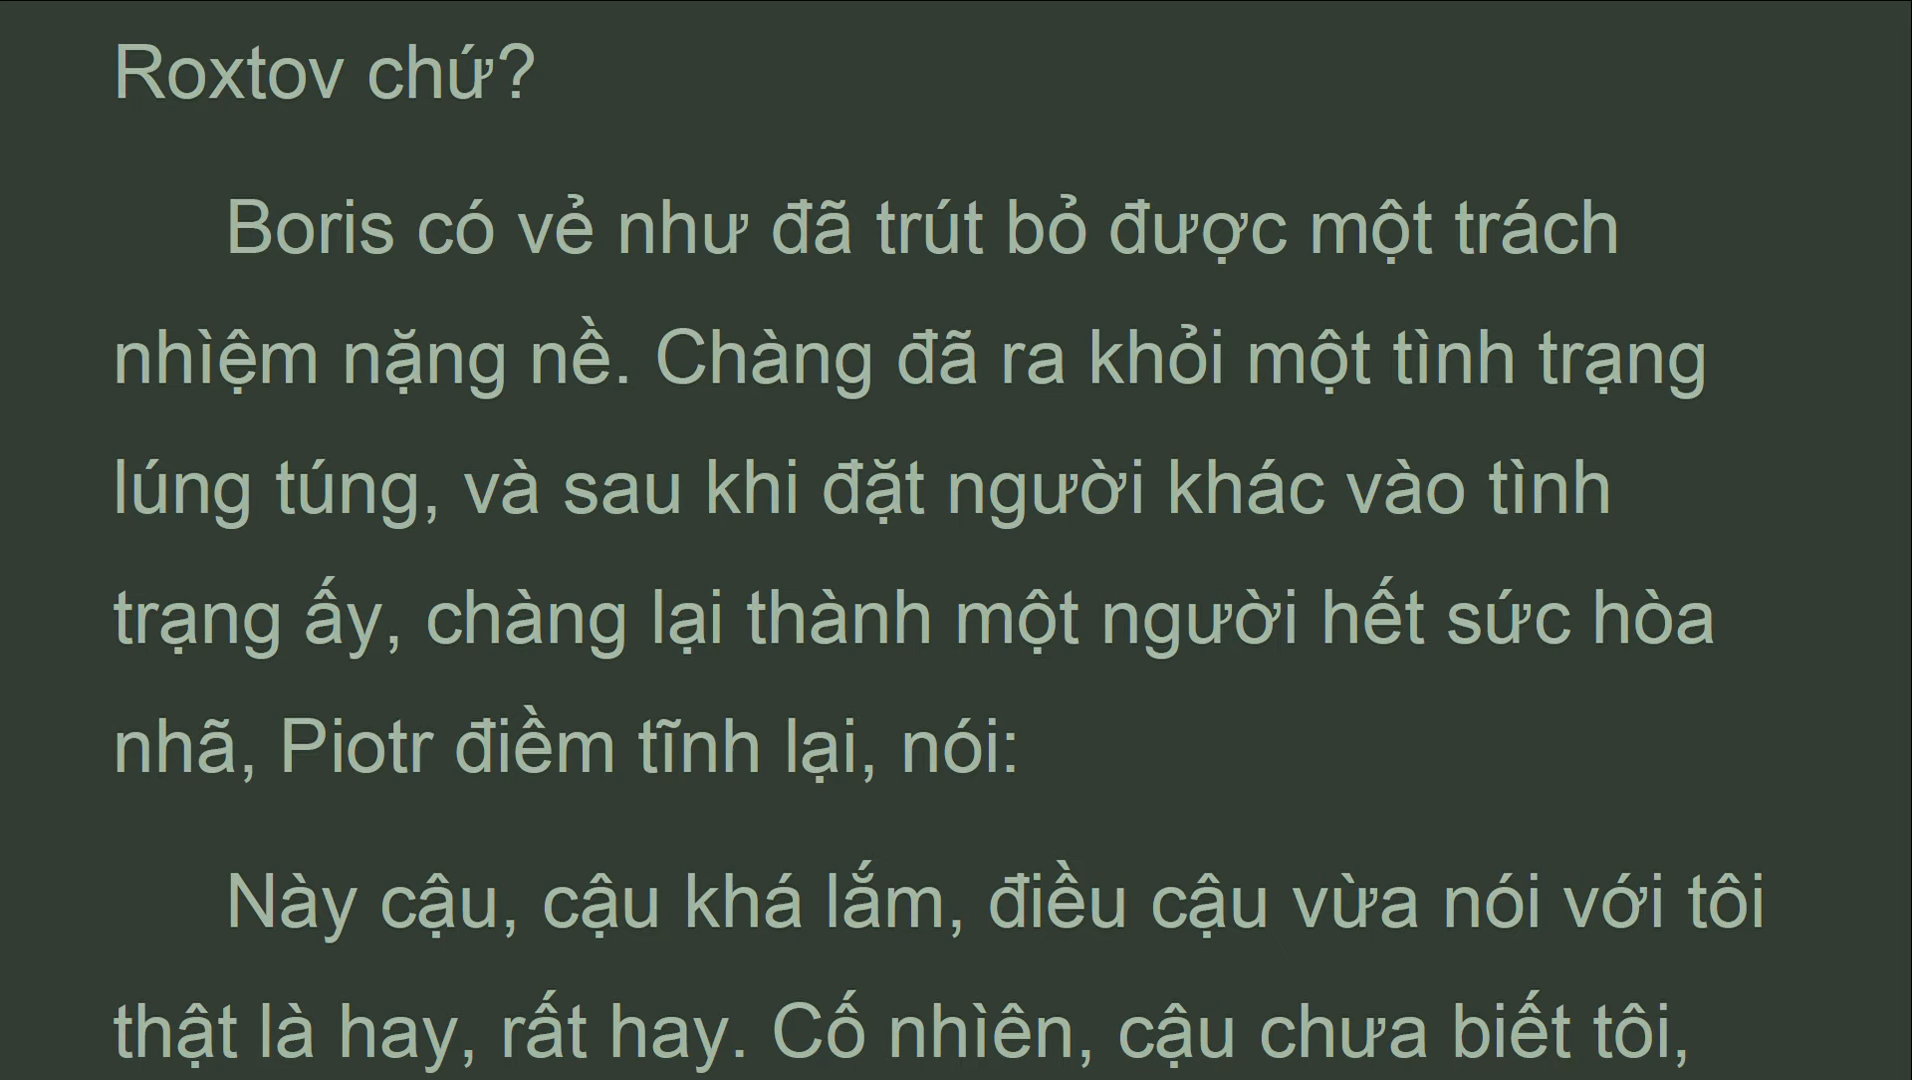 Roxtov chứ?
Boris có vẻ như đã trút bỏ được một trách
nhìệm nặng nề. Chàng đã ra khỏi một tình trạng
lúng túng, và sau khi đặt người khác vào tình
trạng ấy, chàng lại thành một người hết sức hòa
nhã, Piotr điềm tĩnh lại, nói:
Này cậu, cậu khá lắm, điều cậu vừa nói với tôi
thật là hay, rất hay. Cố nhìên, cậu chưa biết tôi,